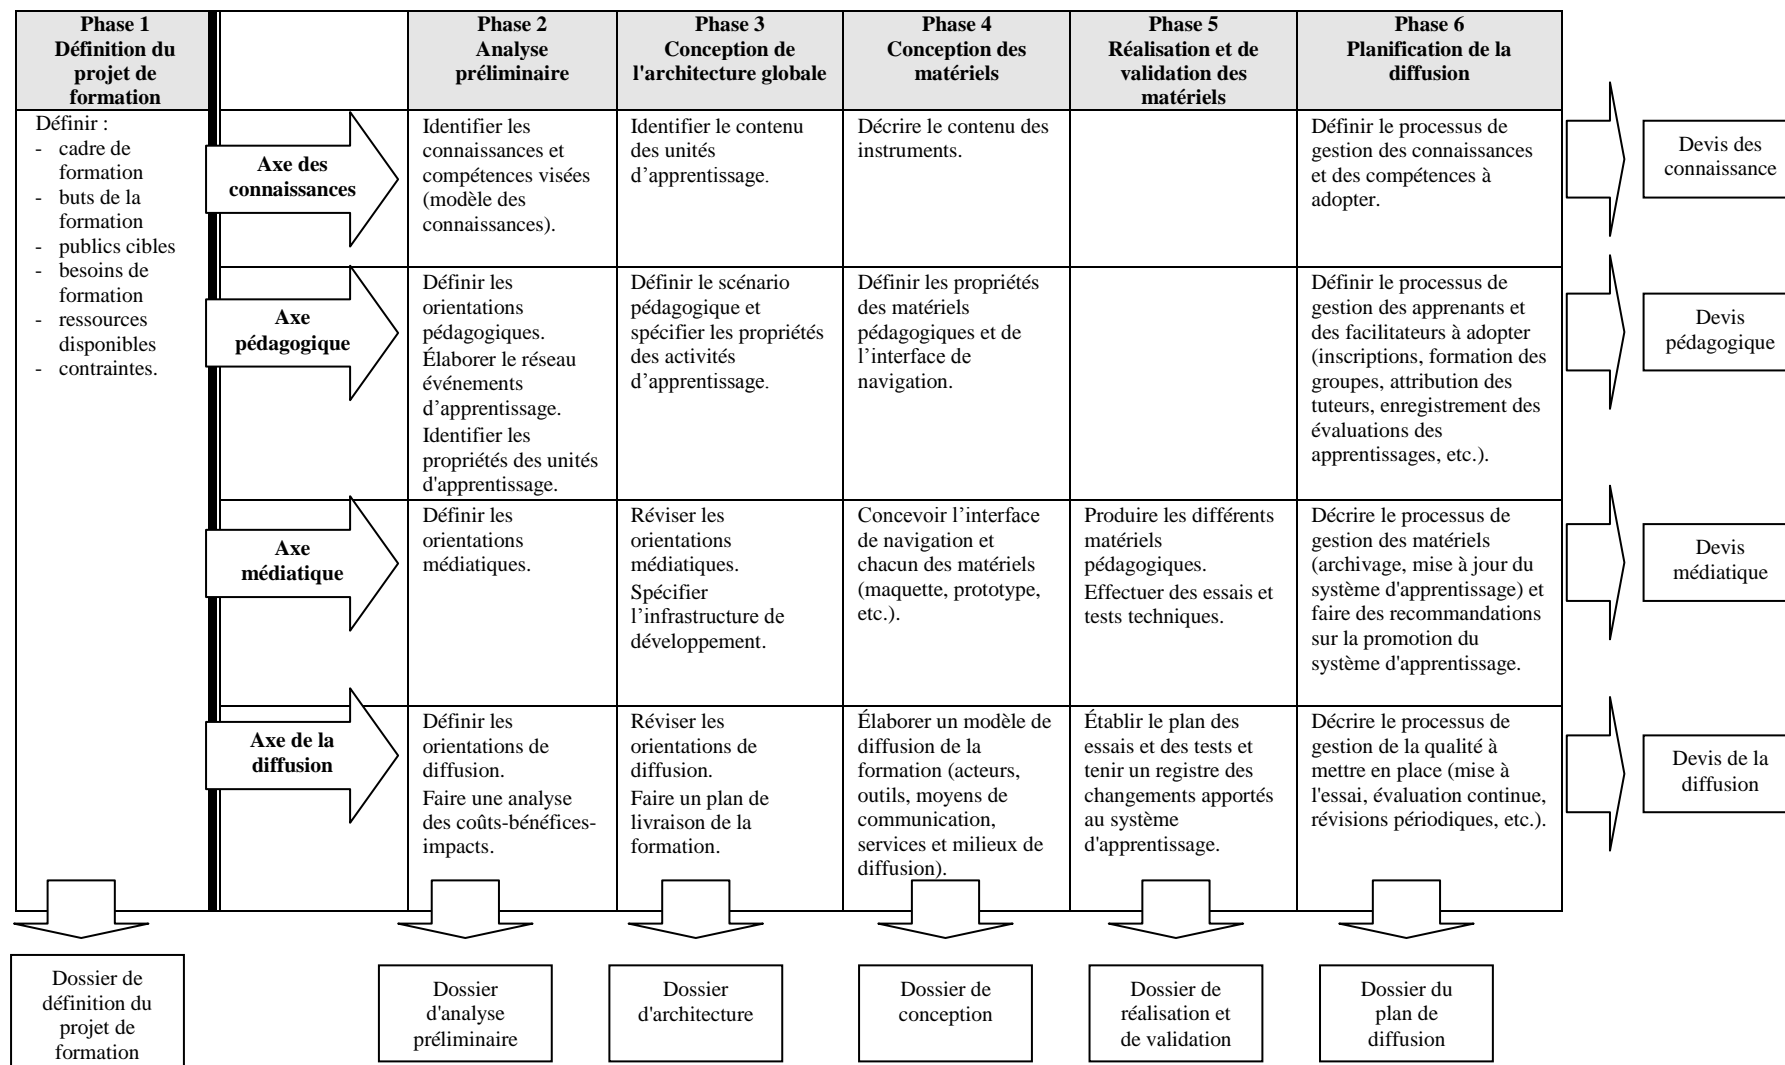 Phase 1
Définition du
projet de
formation
Phase 2
Analyse
préliminaire
Phase 3
Conception de
l'architecture globale
Phase 4
Conception des
matériels
Phase 5
Réalisation et de
validation des
matériels
Phase 6
Planification de la
diffusion
Définir :
- cadre de
formation
- buts de la
formation
- publics cibles
- besoins de
formation
- ressources
disponibles
- contraintes.
Axe des
connaissances
Identifier les
connaissances et
compétences visées
(modèle des
connaissances).
Identifier le contenu
des unités
d’apprentissage.
Décrire le contenu des
instruments.
Définir le processus de
gestion des connaissances
et des compétences à
adopter.
Devis des
connaissance
Axe
pédagogique
Définir les
orientations
pédagogiques.
Élaborer le réseau
événements
d’apprentissage.
Identifier les
propriétés des unités
d'apprentissage.
Définir le scénario
pédagogique et
spécifier les propriétés
des activités
d’apprentissage.
Définir les propriétés
des matériels
pédagogiques et de
l’interface de
navigation.
Définir le processus de
gestion des apprenants et
des facilitateurs à adopter
(inscriptions, formation des
groupes, attribution des
tuteurs, enregistrement des
évaluations des
apprentissages, etc.).
Devis
pédagogique
Axe
médiatique
Définir les
orientations
médiatiques.
Réviser les
orientations
médiatiques.
Spécifier
l’infrastructure de
développement.
Concevoir l’interface
de navigation et
chacun des matériels
(maquette, prototype,
etc.).
Produire les différents
matériels
pédagogiques.
Effectuer des essais et
tests techniques.
Décrire le processus de
gestion des matériels
(archivage, mise à jour du
système d'apprentissage) et
faire des recommandations
sur la promotion du
système d'apprentissage.
Devis
médiatique
Axe de la
diffusion
Définir les
orientations de
diffusion.
Faire une analyse
des coûts-bénéfices-
impacts.
Réviser les
orientations de
diffusion.
Faire un plan de
livraison de la
formation.
Élaborer un modèle de
diffusion de la
formation (acteurs,
outils, moyens de
communication,
services et milieux de
diffusion).
Établir le plan des
essais et des tests et
tenir un registre des
changements apportés
au système
d'apprentissage.
Décrire le processus de
gestion de la qualité à
mettre en place (mise à
l'essai, évaluation continue,
révisions périodiques, etc.).
Devis de la
diffusion
Dossier de
définition du
projet de
formation
Dossier
d'analyse
préliminaire
Dossier
d'architecture
Dossier de
conception
Dossier de
réalisation et
de validation
Dossier du
plan de
diffusion